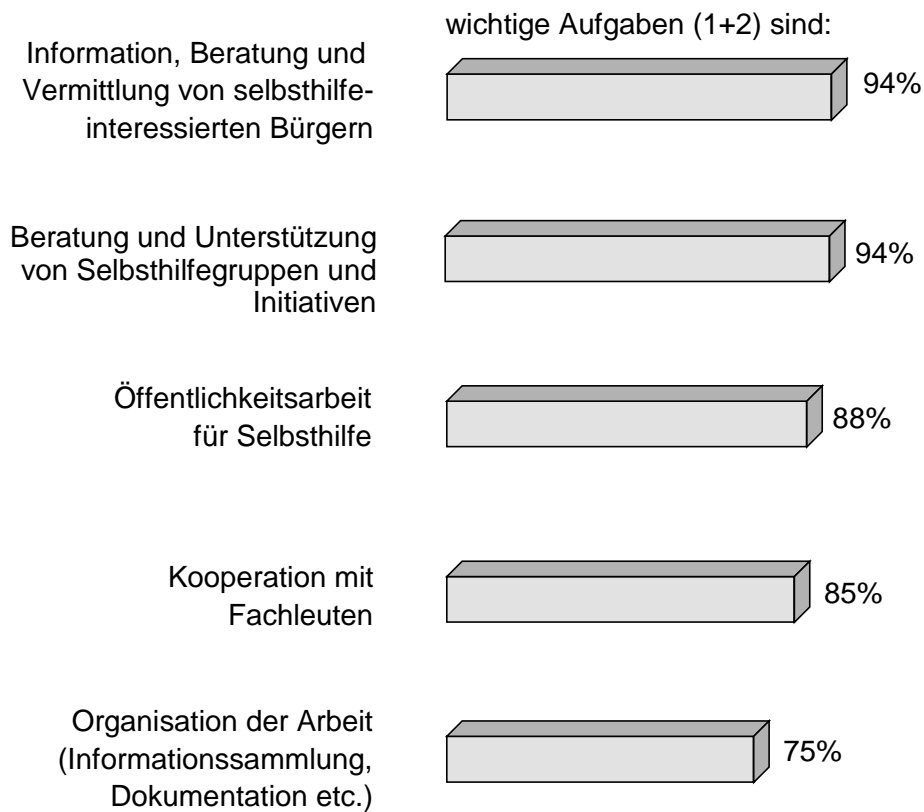 wichtige Aufgaben (1+2) sind:
Information, Beratung und
Vermittlung von selbsthilfe-
interessierten Bürgern
94%
Beratung und Unterstützung
von Selbsthilfegruppen und
Initiativen
94%
Öffentlichkeitsarbeit
für Selbsthilfe
88%
Kooperation mit
Fachleuten
85%
Organisation der Arbeit
(Informationssammlung,
Dokumentation etc.)
75%